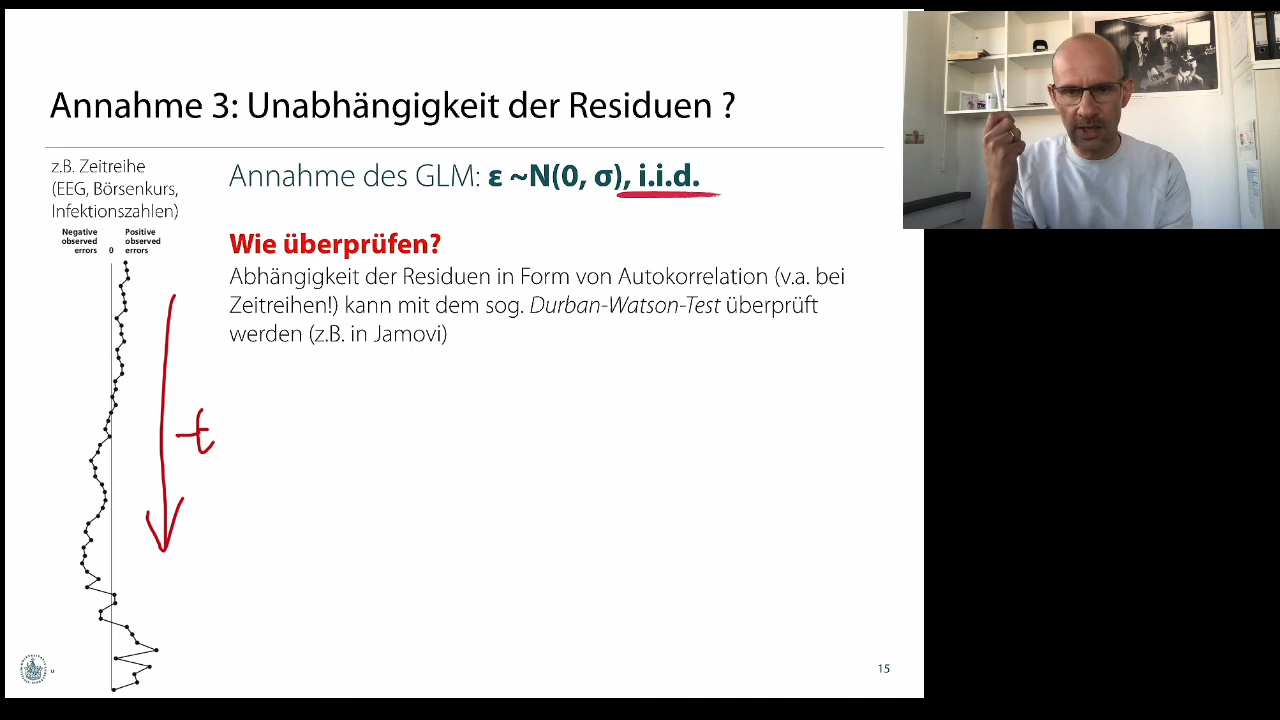 Annahme 3: Unabhängigkeit der Residuen ?
z.B. Zeitreihe
(EEG, Börsenkurs,
Infektionszahlen)
Negative
observed
errors
0
Positive
observed
errors
Annahme des GLM: ε ~N(0, σ), i.i.d.
Wie überprüfen?
Abhängigkeit der Residuen in Form von Autokorrelation (v.a. bei
Zeitreihen!) kann mit dem sog. Durban-Watson-Test überprüft
werden (z.B. in Jamovi)
t
15